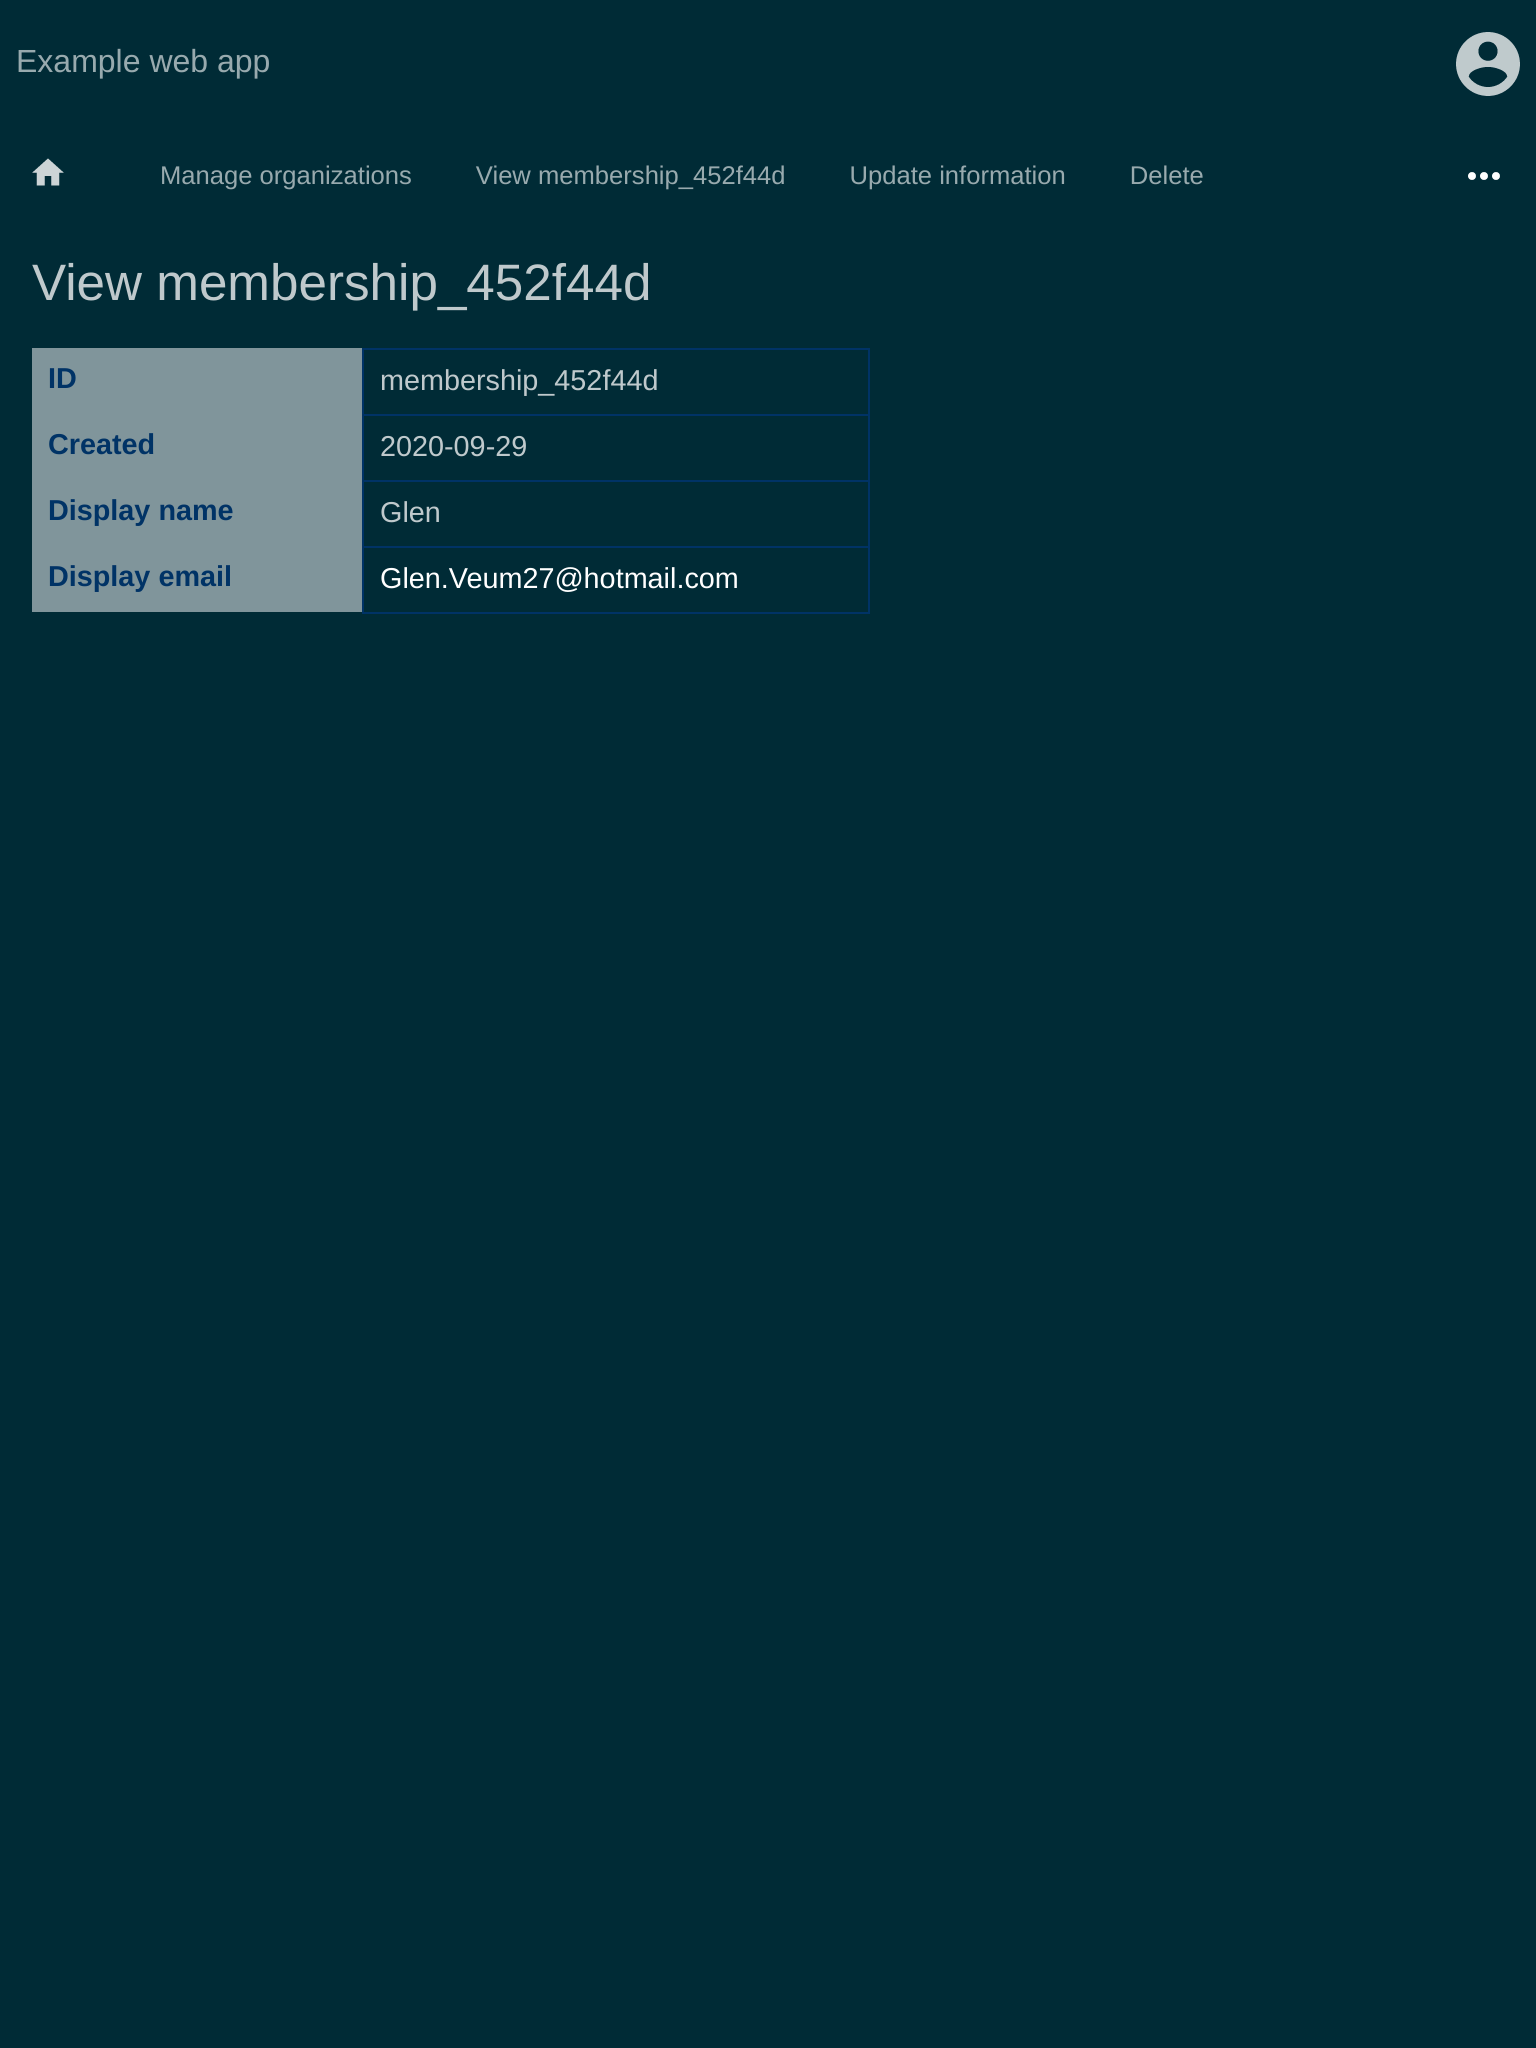 Example web app
Manage organizations View membership_452f44d Update information Delete
View membership_452f44d
ID membership_452f44d
Created 2020-09-29
Display name Glen
Display email Glen.Veum27@hotmail.com